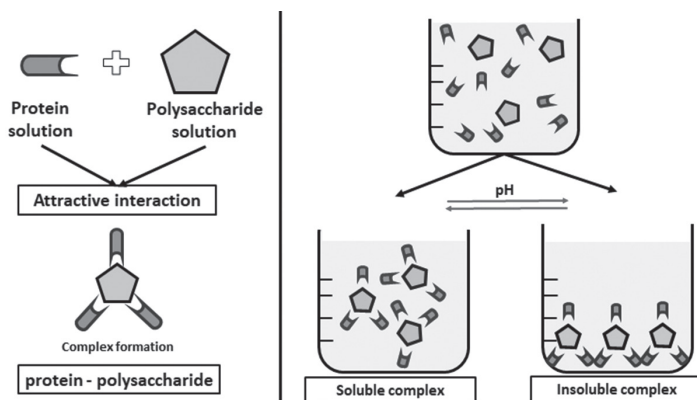 Protein
solution
Polysaccharide
solution
Attractive interaction
Complex formation
protein - polysaccharide
pH
Soluble complex
Insoluble complex